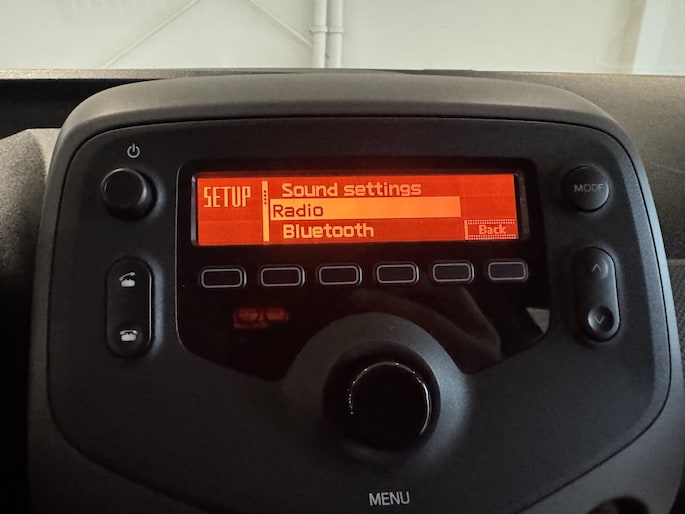 SETUP
Sound settings
Radio
Bluetooth
Back
MODE
MENU